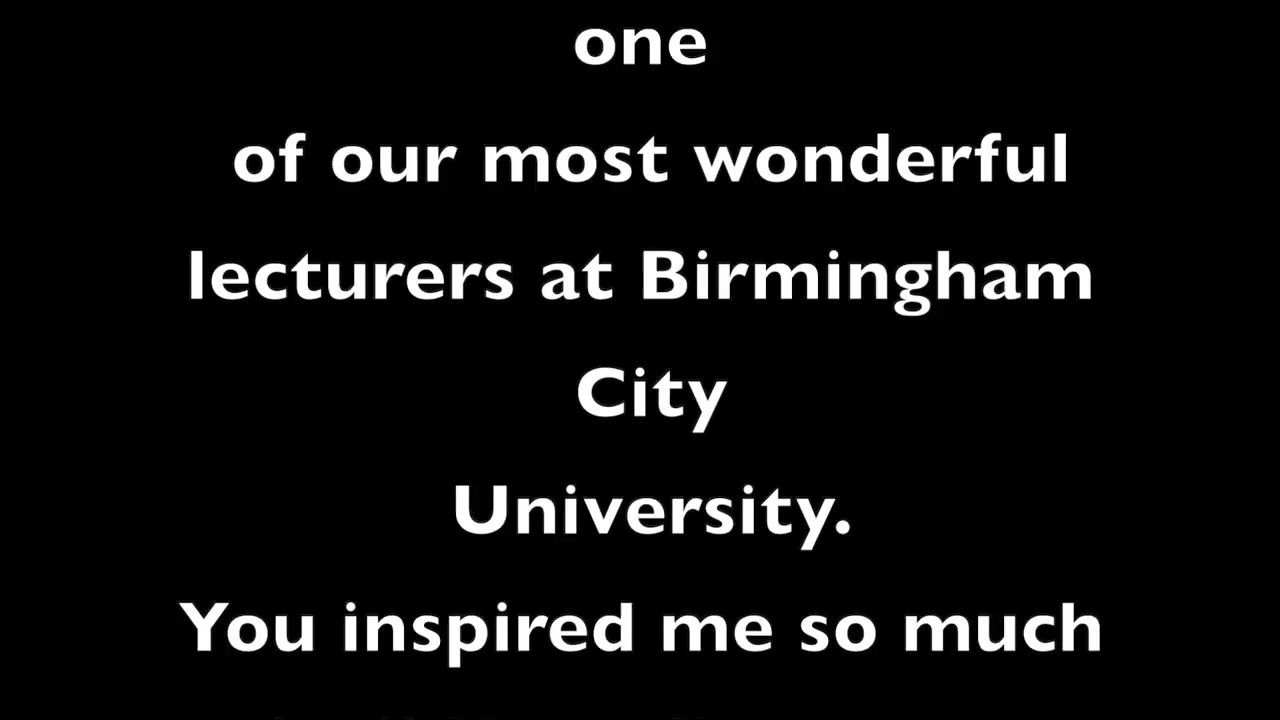 one
of our most wonderful
lecturers at Birmingham
City
University.
You inspired me so much